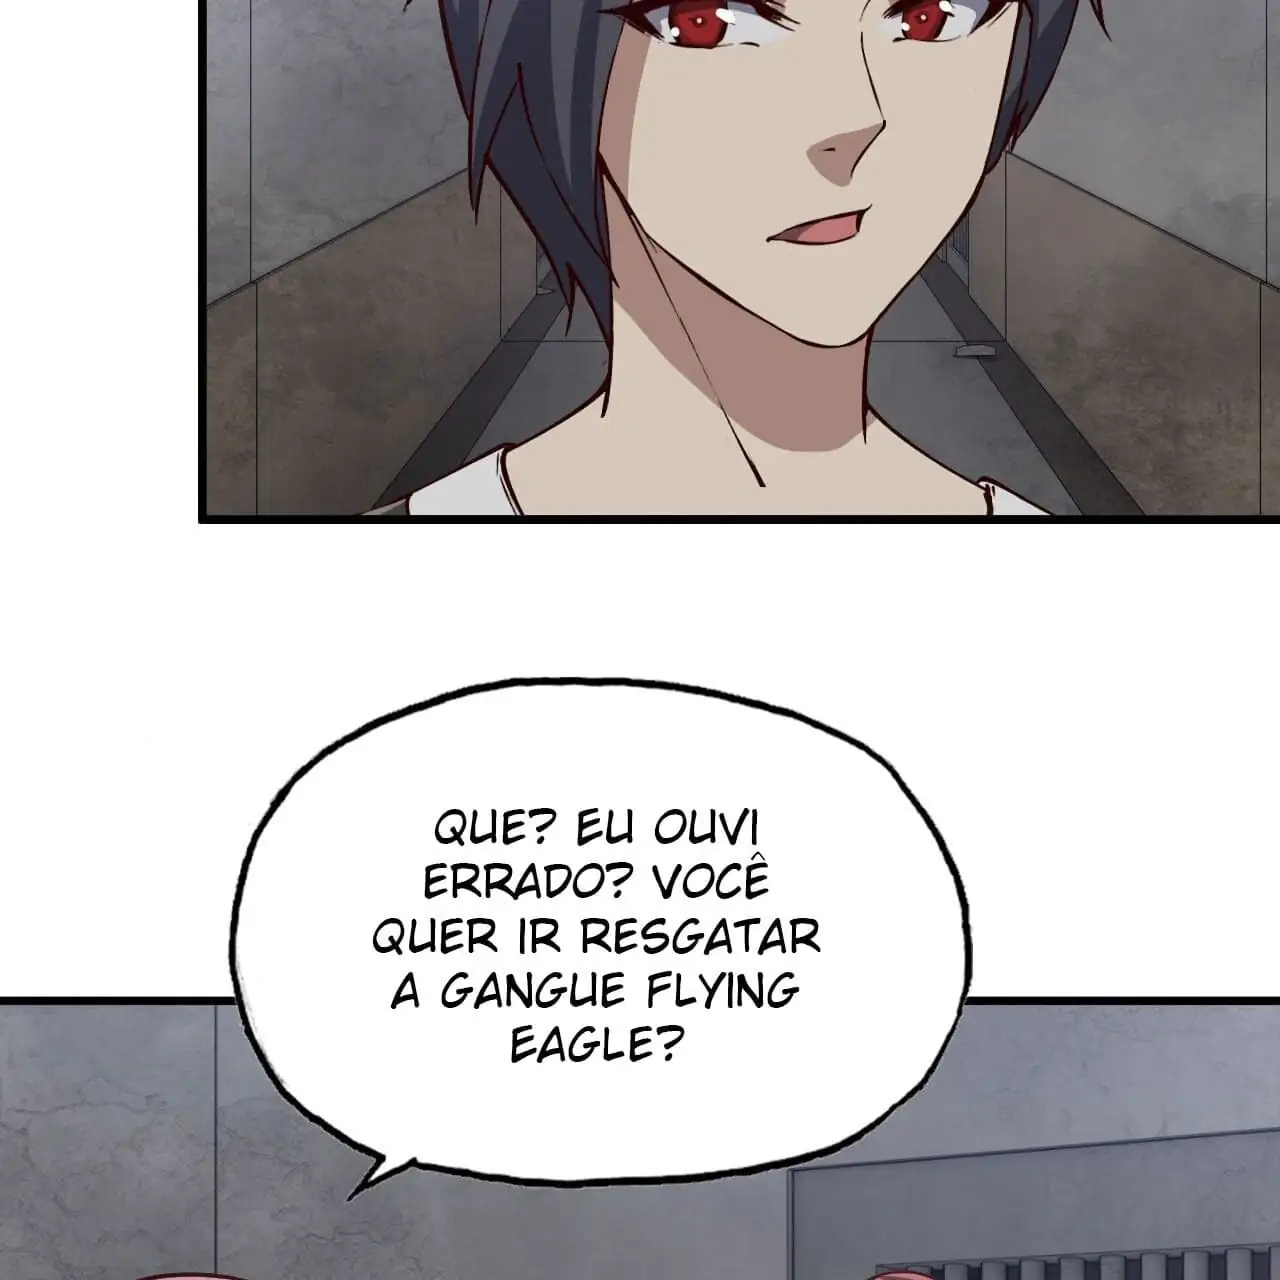 QUE? EU OUVI
ERRADO? VOCÊ
QUER IR RESGATAR
A GANGUE FLYING
EAGLE?